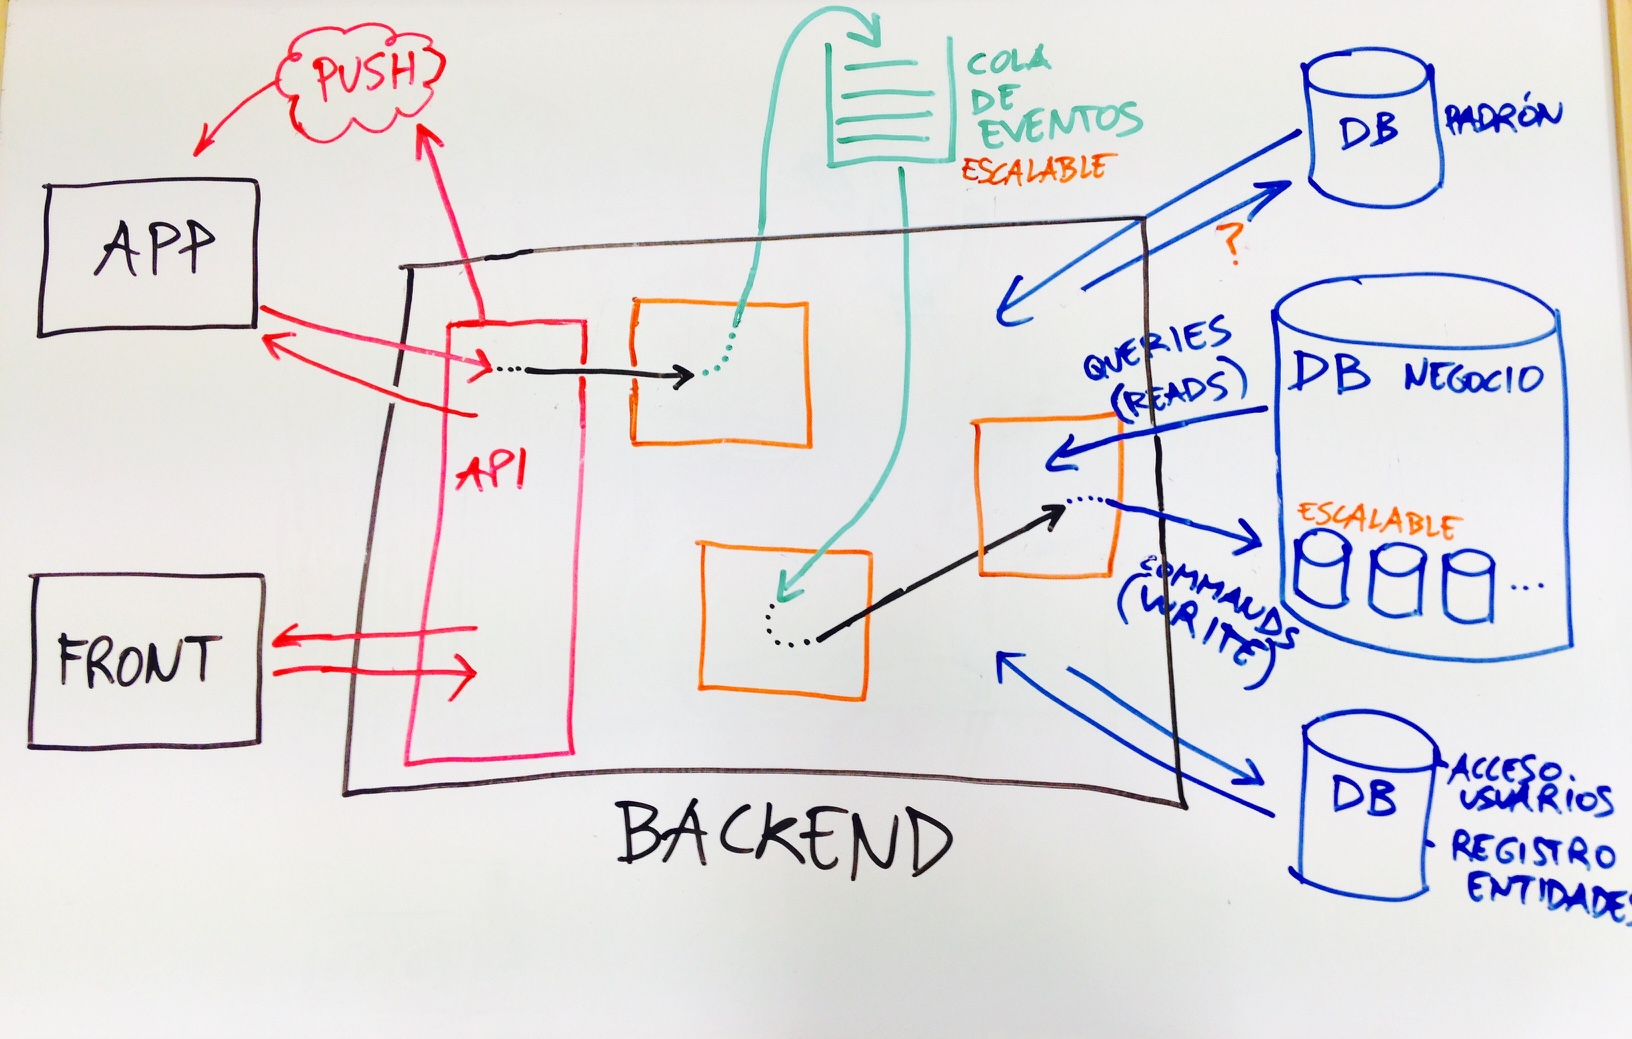 PUSH
COLA
DE
EVENTOS
ESCALABLE
DB
PADRÓN
APP
?
QUERIES
(READS)
DB NEGOCIO
API
ESCALABLE
...
COMMANDS
(WRITE)
FRONT
DB
ACCESO.
USUARIOS
REGISTRO
ENTIDADES
BACKEND